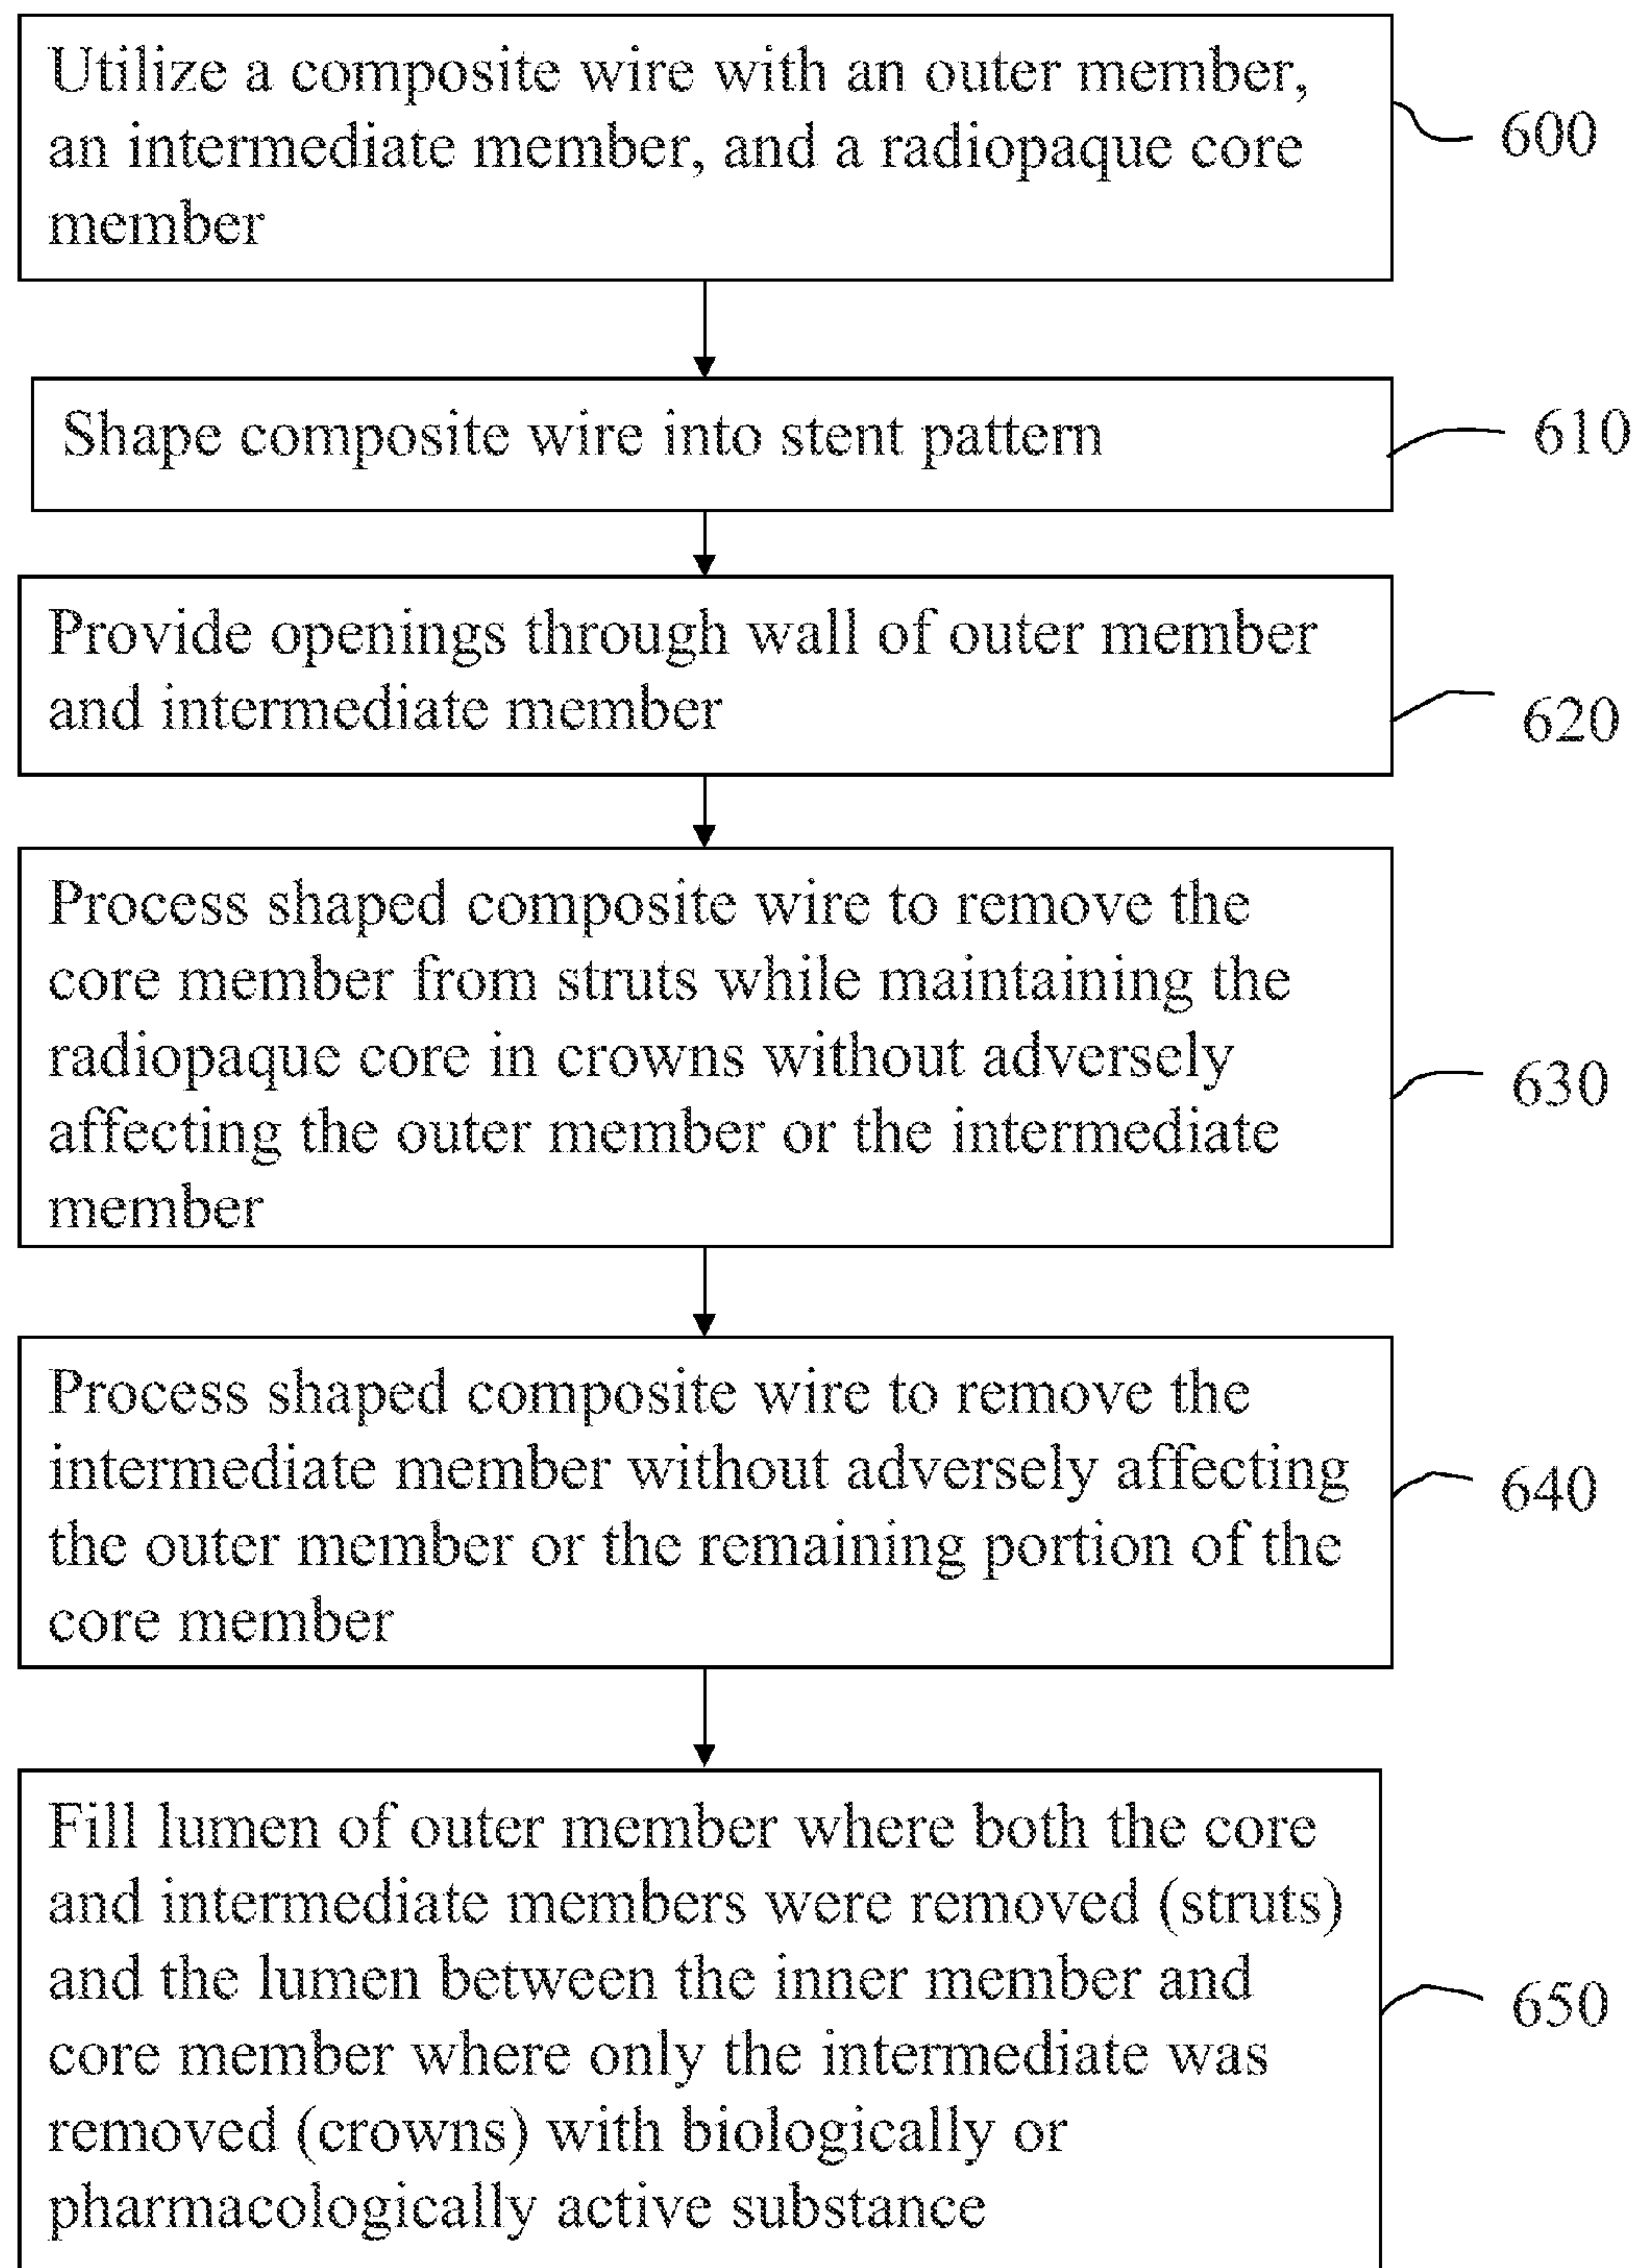 Utilize a composite wire with an outer member,
an intermediate member, and a radiopaque core
member
600
Shape composite wire into stent pattern
610
Provide openings through wall of outer member
and intermediate member
620
Process shaped composite wire to remove the
core member from struts while maintaining the
radiopaque core in crowns without adversely
affecting the outer member or the intermediate
member
630
Process shaped composite wire to remove the
intermediate member without adversely affecting
the outer member or the remaining portion of the
core member
640
Fill lumen of outer member where both the core
and intermediate members were removed (struts)
and the lumen between the inner member and
core member where only the intermediate was
removed (crowns) with biologically or
pharmacologically active substance
650